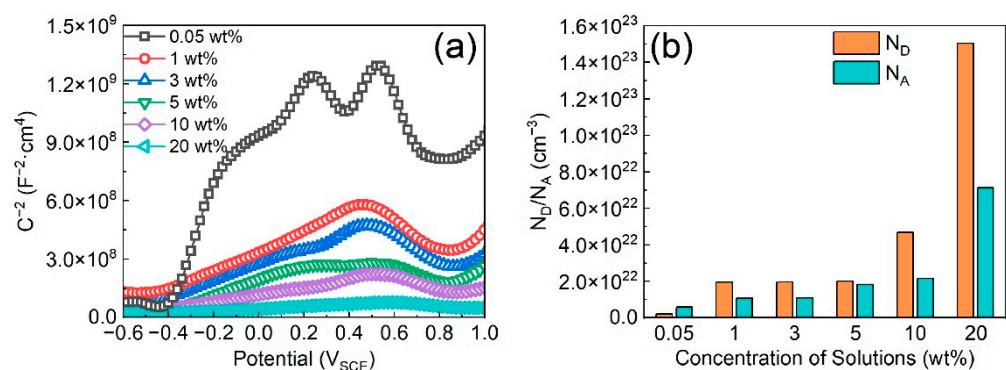 (a)
1.5×10⁹
1.2×10⁹
9.0×10⁸
6.0×10⁸
3.0×10⁸
0.0
C⁻² (F⁻²·cm⁴)
0.05 wt%
1 wt%
3 wt%
5 wt%
10 wt%
20 wt%
-0.6 -0.4 -0.2 0.0 0.2 0.4 0.6 0.8 1.0
Potential (V_SCE)
(b)
1.6×10²³
1.4×10²³
1.2×10²³
1.0×10²³
8.0×10²²
6.0×10²²
4.0×10²²
2.0×10²²
0.0
N_D/N_A (cm⁻³)
N_D
N_A
0.05 1 3 5 10 20
Concentration of Solutions (wt%)